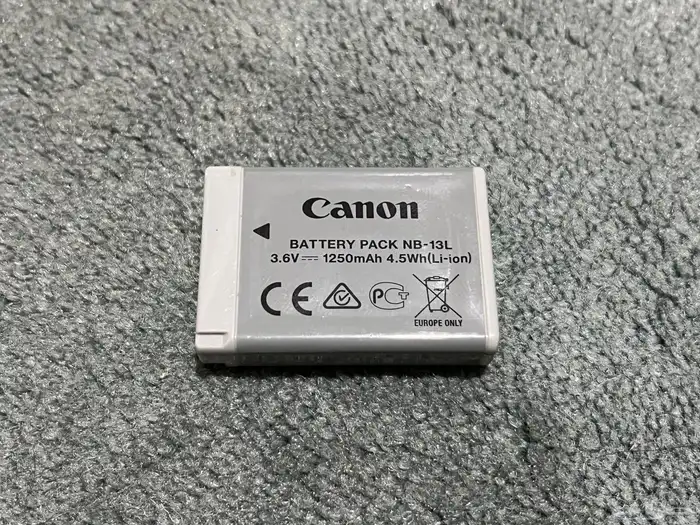 Canon
BATTERY PACK NB-13L
3.6V⎓ 1250mAh 4.5Wh(Li-ion)
CE
EUROPE ONLY